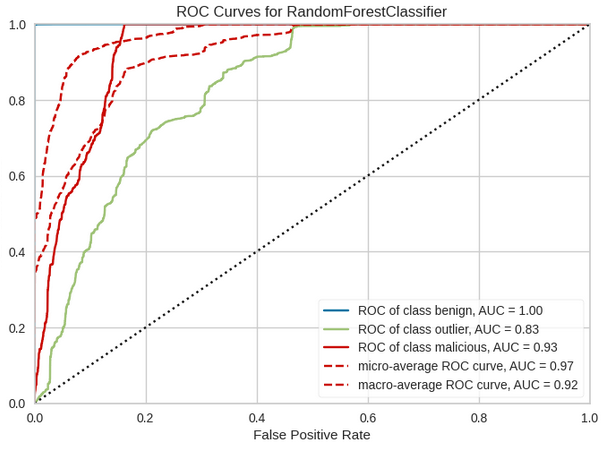 ROC Curves for RandomForestClassifier
1.0
0.8
0.6
0.4
0.2
0.0
ROC of class benign, AUC = 1.00
ROC of class outlier, AUC = 0.83
ROC of class malicious, AUC = 0.93
micro-average ROC curve, AUC = 0.97
macro-average ROC curve, AUC = 0.92
0.0 0.2 0.4 0.6 0.8 1.0
False Positive Rate